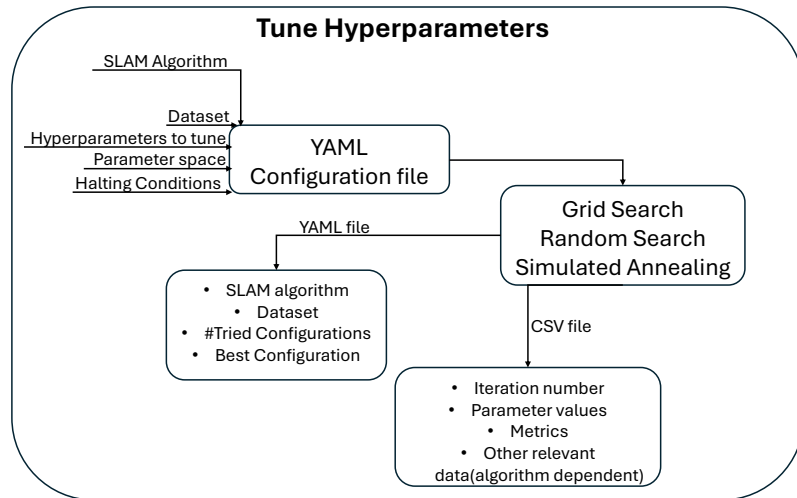 Tune Hyperparameters
SLAM Algorithm
Dataset
Hyperparameters to tune
Parameter space
Halting Conditions
YAML
Configuration file
Grid Search
Random Search
Simulated Annealing
YAML file
• SLAM algorithm
• Dataset
• #Tried Configurations
• Best Configuration
CSV file
• Iteration number
• Parameter values
• Metrics
• Other relevant
data(algorithm dependent)